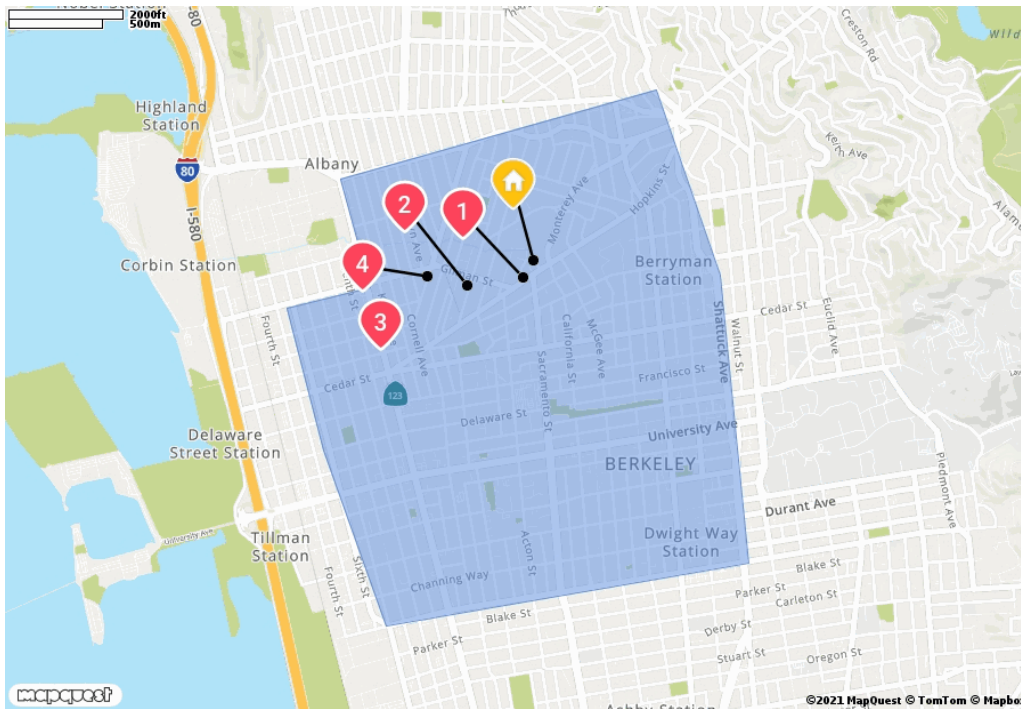 2000ft
500m
I-580
Creston Rd
Highland
Station
80
Albany
Keith Ave
Hopkins St
Monterey Ave
1
2
3
4
Gilman St
Corbin Station
Berryman
Station
Fourth St
Cornell Ave
Cedar St
Euclid Ave
Shattuck Ave
Walnut St
California St
McGee Ave
Sacramento St
Cedar St
Francisco St
123
Delaware St
University Ave
Delaware
Street Station
BERKELEY
Piedmont Ave
Durant Ave
University Ave
Tillman
Station
Dwight Way
Station
Acton St
Sixth St
Fourth St
Channing Way
Blake St
Parker St
Carleton St
Blake St
Derby St
Parker St
Stuart St
Oregon St
mapquest
©2021 MapQuest © TomTom © Mapbo